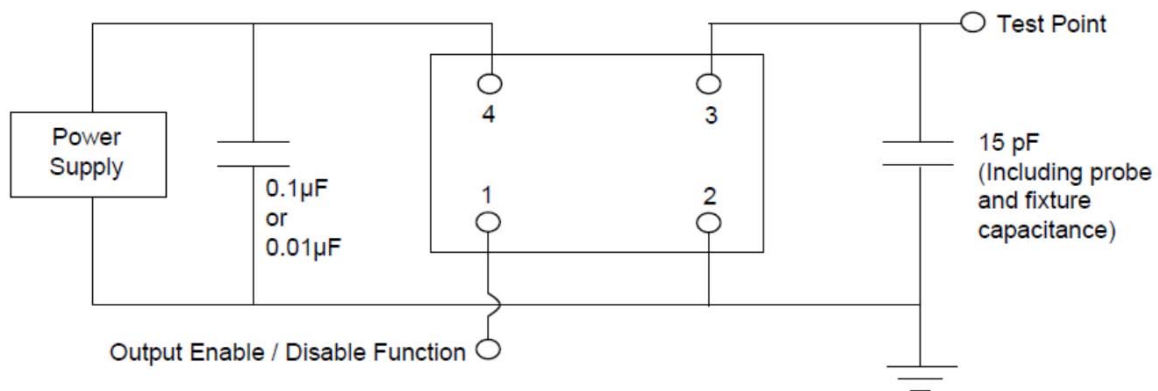 Test Point
4
3
Power
Supply
15 pF
(Including probe
and fixture
capacitance)
0.1µF
or
0.01µF
1
2
Output Enable / Disable Function